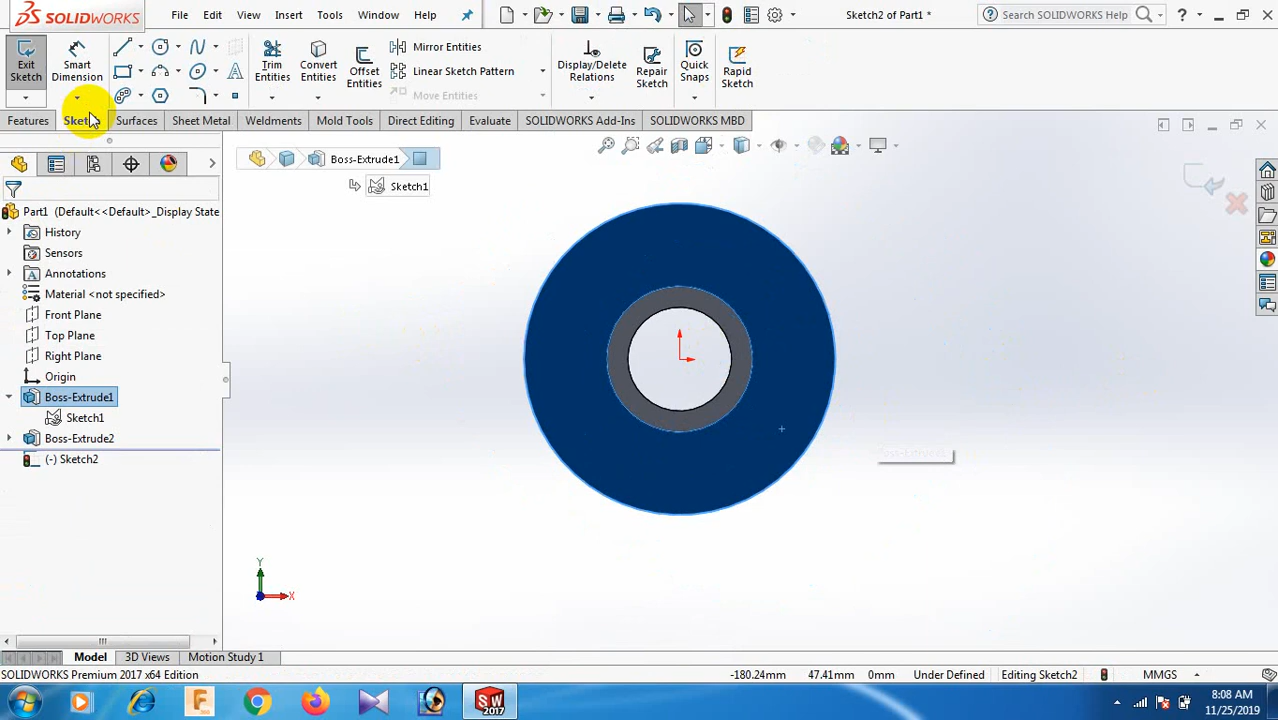 SOLIDWORKS File Edit View Insert Tools Window Help Sketch2 of Part1 * Search SOLIDWORKS Help ?
Exit Sketch Smart Dimension Trim Entities Convert Entities Offset Entities Mirror Entities Linear Sketch Pattern Move Entities Display/Delete Relations Repair Sketch Quick Snaps Rapid Sketch
Features Sketch Surfaces Sheet Metal Weldments Mold Tools Direct Editing Evaluate SOLIDWORKS Add-Ins SOLIDWORKS MBD
Boss-Extrude1
Sketch1
Part1 (Default<<Default>_Display State
History
Sensors
Annotations
Material <not specified>
Front Plane
Top Plane
Right Plane
Origin
Boss-Extrude1
Sketch1
Boss-Extrude2
(-) Sketch2
Y
X
Model 3D Views Motion Study 1
SOLIDWORKS Premium 2017 x64 Edition -180.24mm 47.41mm 0mm Under Defined Editing Sketch2 MMGS
SW 2017
8:08 AM
11/25/2019